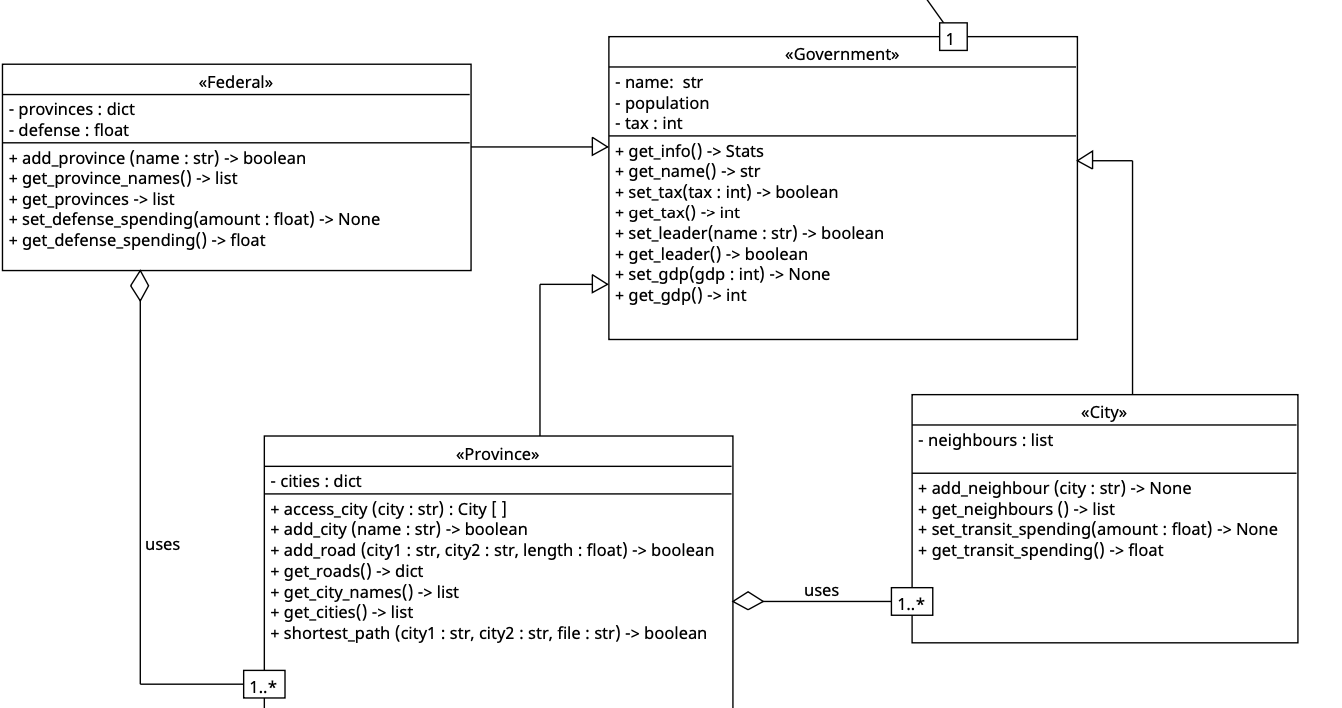 1
«Government»
- name:  str
- population
- tax : int
+ get_info() -> Stats
+ get_name() -> str
+ set_tax(tax : int) -> boolean
+ get_tax() -> int
+ set_leader(name : str) -> boolean
+ get_leader() -> boolean
+ set_gdp(gdp : int) -> None
+ get_gdp() -> int
«Federal»
- provinces : dict
- defense : float
+ add_province (name : str) -> boolean
+ get_province_names() -> list
+ get_provinces -> list
+ set_defense_spending(amount : float) -> None
+ get_defense_spending() -> float
uses
1..*
«Province»
- cities : dict
+ access_city (city : str) : City [ ]
+ add_city (name : str) -> boolean
+ add_road (city1 : str, city2 : str, length : float) -> boolean
+ get_roads() -> dict
+ get_city_names() -> list
+ get_cities() -> list
+ shortest_path (city1 : str, city2 : str, file : str) -> boolean
uses
1..*
«City»
- neighbours : list
+ add_neighbour (city : str) -> None
+ get_neighbours () -> list
+ set_transit_spending(amount : float) -> None
+ get_transit_spending() -> float